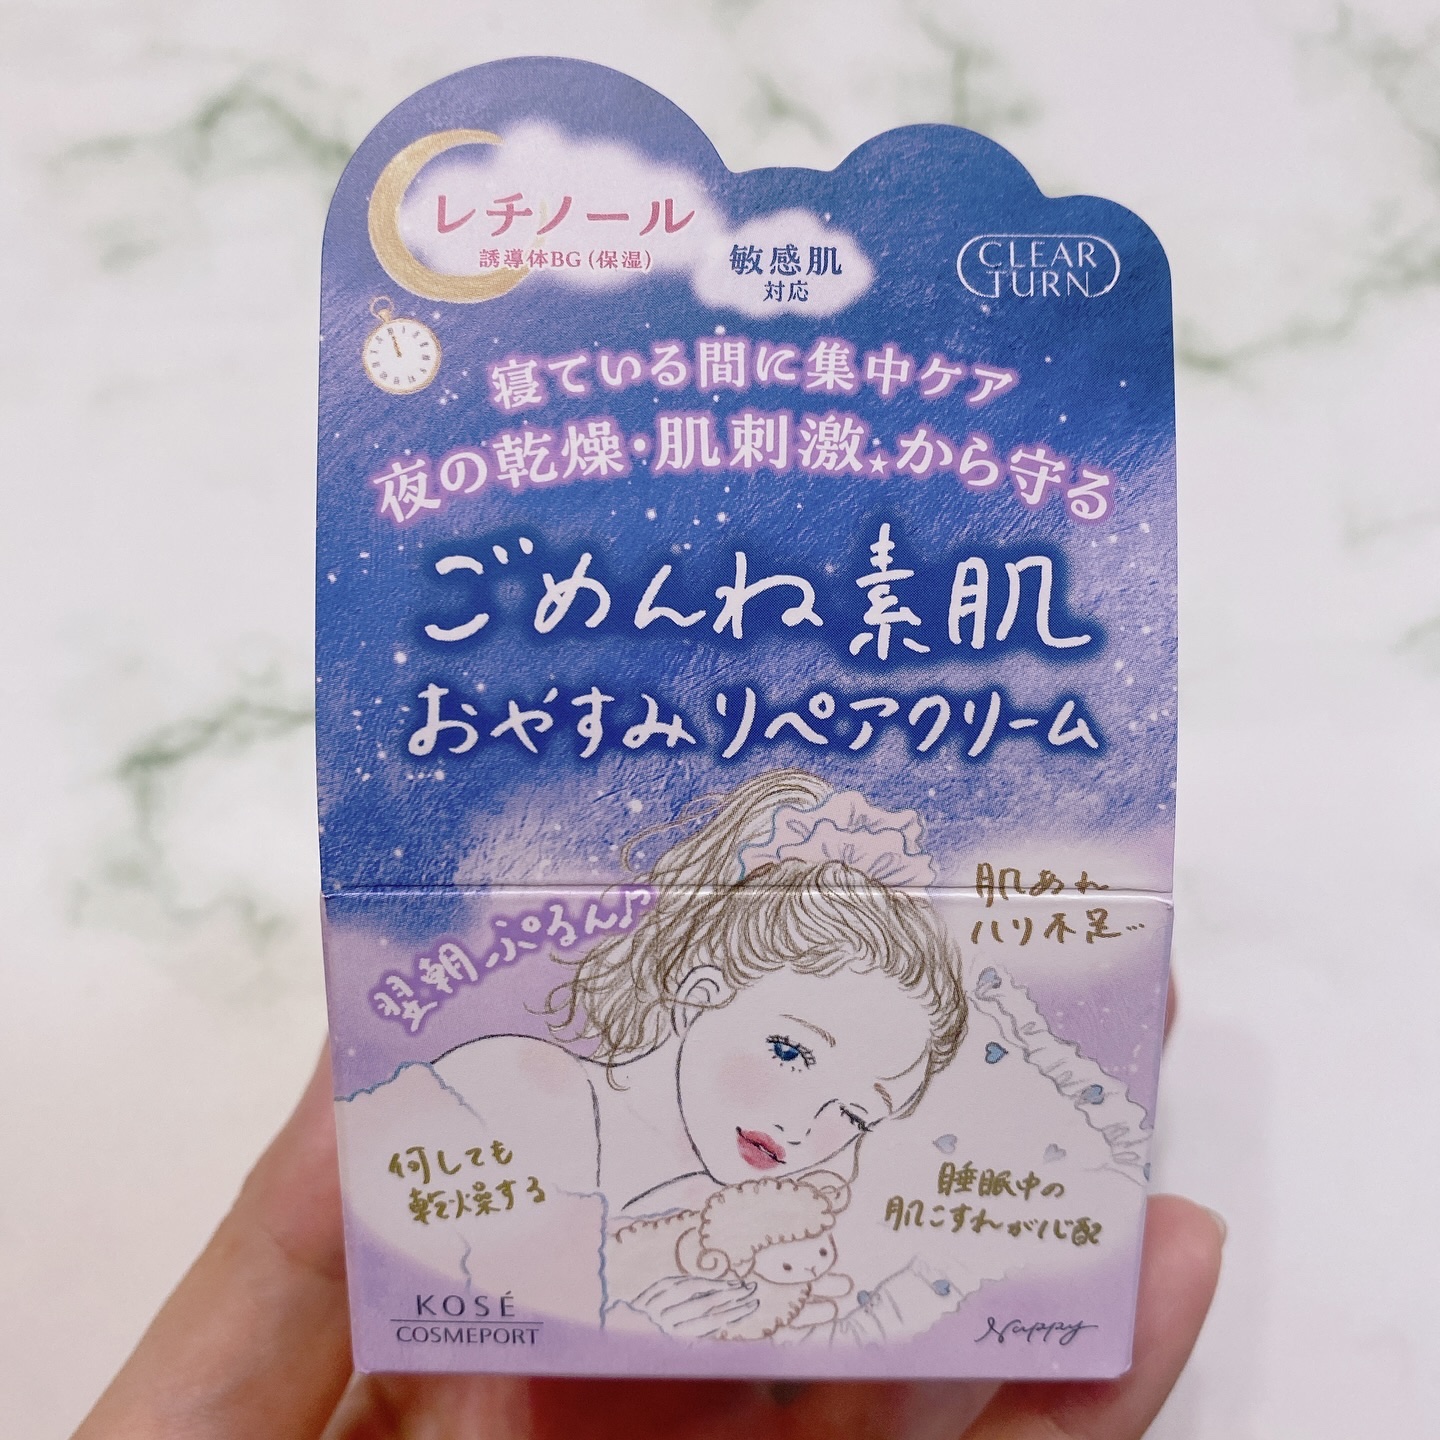 レチノール
誘導体BG(保湿)
敏感肌
対応
CLEAR
TURN
寝ている間に集中ケア
夜の乾燥・肌刺激★から守る
ごめんね素肌
おやすみリペアクリーム
翌朝ぷるん♪
肌あれ
ハリ不足…
何しても
乾燥する
睡眠中の
肌こすれが心配
KOSÉ
COSMEPORT
Nappy